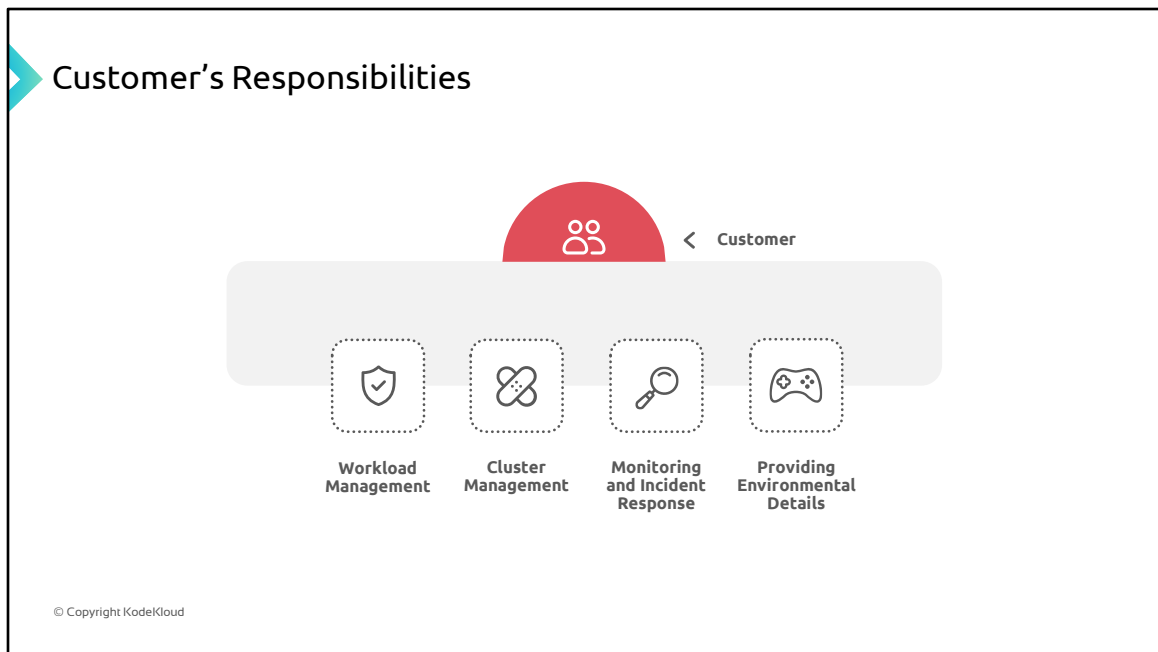 Customer’s Responsibilities
Customer
Workload
Management
Cluster
Management
Monitoring
and Incident
Response
Providing
Environmental
Details
© Copyright KodeKloud